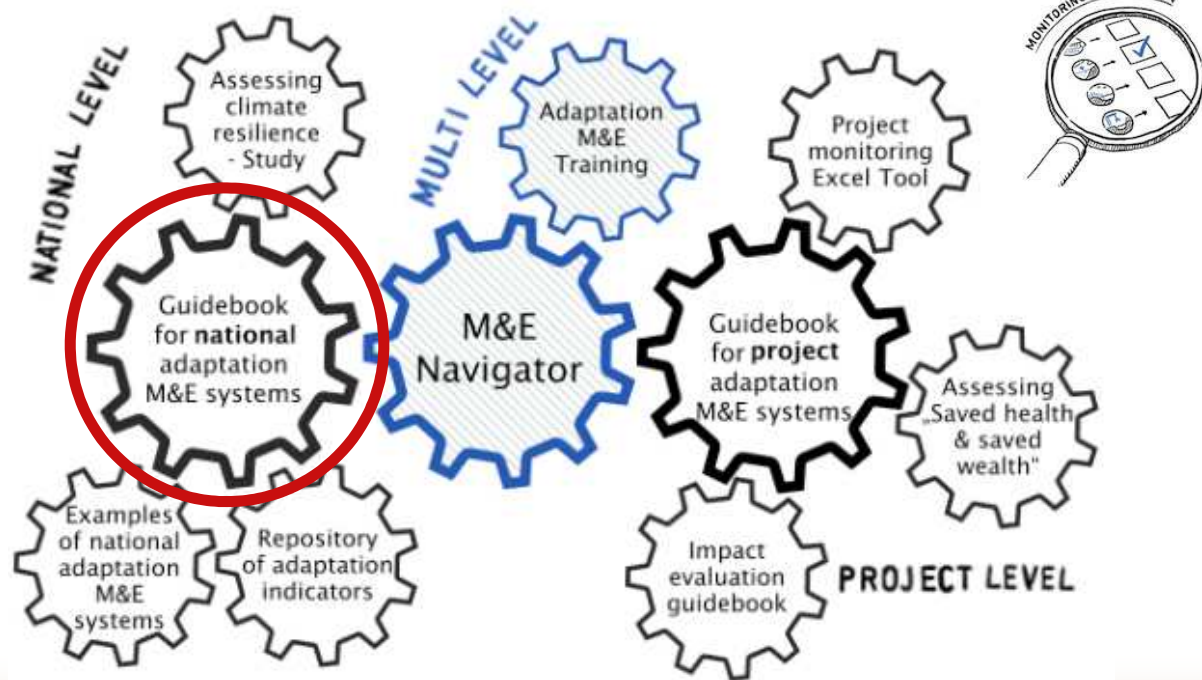 NATIONAL LEVEL
Assessing
climate
resilience
- Study
Guidebook
for national
adaptation
M&E systems
Examples
of national
adaptation
M&E
systems
Repository
of adaptation
indicators
MULTI LEVEL
Adaptation
M&E
Training
M&E
Navigator
Project
monitoring
Excel Tool
Guidebook
for project
adaptation
M&E systems
Assessing
„Saved health
& saved
wealth“
Impact
evaluation
guidebook
PROJECT LEVEL
MONITORING